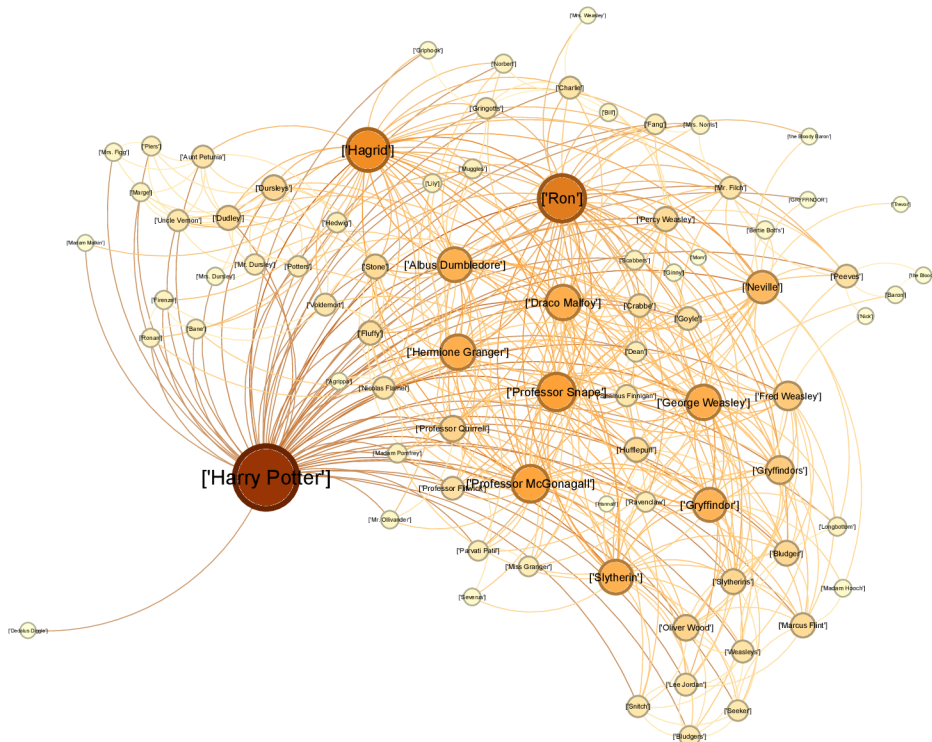 ['Mrs. Weasley']
['Griphook']
['Norbert']
['Charlie']
['Gringotts']
['Bill']
['Fang']
['Mrs. Norris']
['the Bloody Baron']
['Mrs. Figg']
['Piers']
['Aunt Petunia']
['Hagrid']
['Muggles']
['Lily']
['Marge']
['Dursleys']
['Ron']
['Mr. Filch']
['GRYFFINDOR']
['Trevor']
['Uncle Vernon']
['Dudley']
['Hedwig']
['Percy Weasley']
['Bertie Bott's']
['Madam Malkin']
['Mrs. Dursley']
['Mr. Dursley']
['Potters']
['Stone']
['Albus Dumbledore']
['Scabbers']
['Ginny']
['Neville']
['Peeves']
['the Bloo
['Baron']
['Firenze']
['Voldemort']
['Draco Malfoy']
['Crabbe']
['Goyle']
['Nick']
['Ronan']
['Bane']
['Fluffy']
['Hermione Granger']
['Dean']
['Agrippa']
['Nicolas Flamel']
['Professor Snape']
Finnigan']
['George Weasley']
['Fred Weasley']
['Professor Quirrell']
['Madam Pomfrey']
['Hufflepuff']
['Gryffindors']
['Harry Potter']
['Professor
['Professor McGonagall']
['Hannah']
['Ravenclaw']
['Gryffindor']
['Mr. Ollivander']
['Longbottom']
['Parvati Patil']
['Miss Granger']
['Slytherin']
['Slytherins']
['Bludger']
['Madam Hooch']
['Severus']
['Dedalus Diggle']
['Oliver Wood']
['Marcus Flint']
['Weasleys']
['Lee Jordan']
['Snitch']
['Seeker']
['Bludgers']